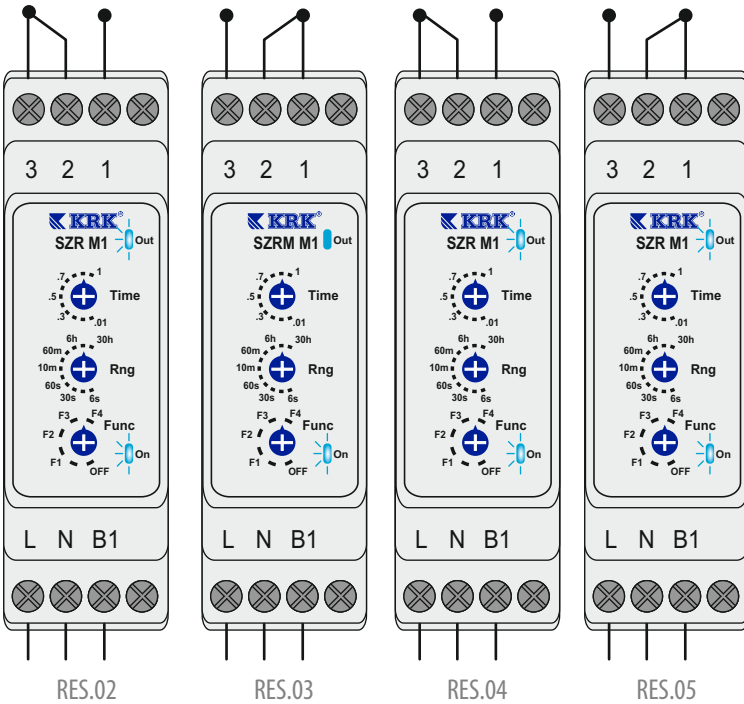 3 2 1
KRK®
SZR M1 Out
.7 1
.5 Time
.3 .01
6h 30h
60m
10m Rng
60s
30s 6s
F3 F4
F2 Func
F1 On
OFF
L N B1
RES.02
3 2 1
KRK®
SZRM M1 Out
.7 1
.5 Time
.3 .01
6h 30h
60m
10m Rng
60s
30s 6s
F3 F4
F2 Func
F1 On
OFF
L N B1
RES.03
3 2 1
KRK®
SZR M1 Out
.7 1
.5 Time
.3 .01
6h 30h
60m
10m Rng
60s
30s 6s
F3 F4
F2 Func
F1 On
OFF
L N B1
RES.04
3 2 1
KRK®
SZR M1 Out
.7 1
.5 Time
.3 .01
6h 30h
60m
10m Rng
60s
30s 6s
F3 F4
F2 Func
F1 On
OFF
L N B1
RES.05